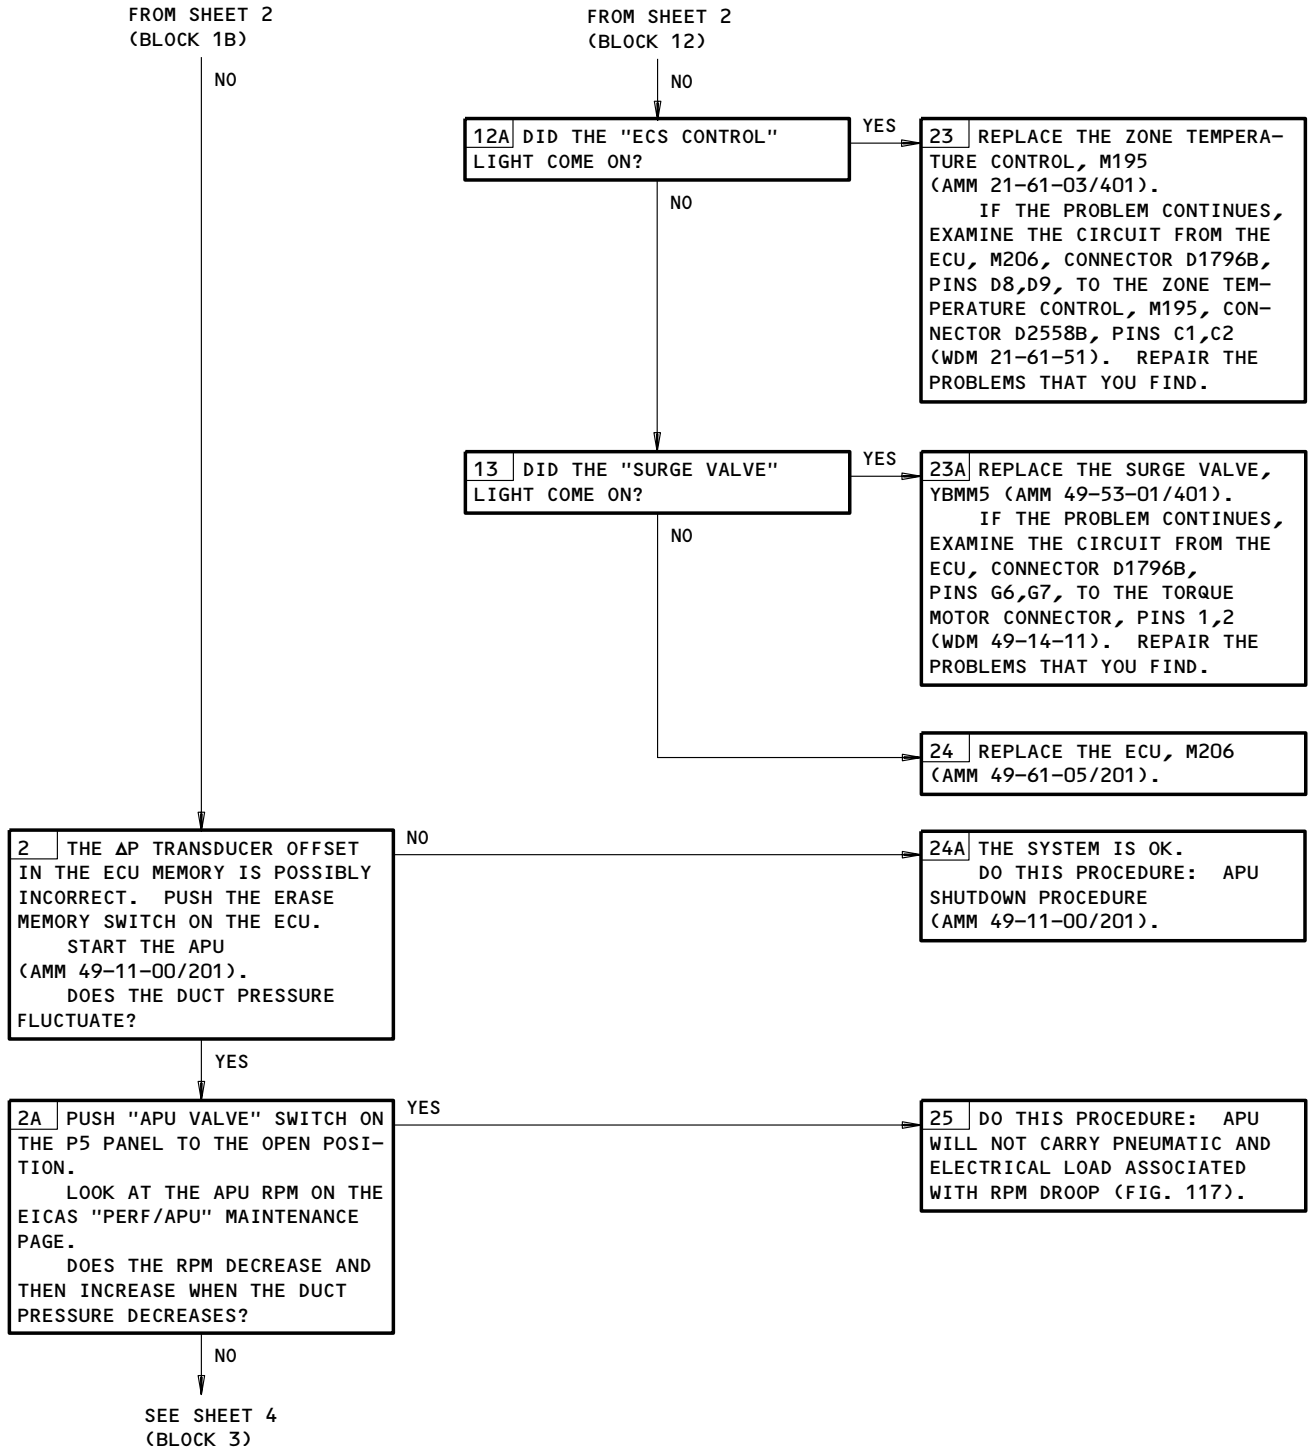 FROM SHEET 2
(BLOCK 1B)
NO
FROM SHEET 2
(BLOCK 12)
NO
12A DID THE "ECS CONTROL"
LIGHT COME ON?
YES
NO
23 REPLACE THE ZONE TEMPERA-
TURE CONTROL, M195
(AMM 21-61-03/401).
IF THE PROBLEM CONTINUES,
EXAMINE THE CIRCUIT FROM THE
ECU, M206, CONNECTOR D1796B,
PINS D8,D9, TO THE ZONE TEM-
PERATURE CONTROL, M195, CON-
NECTOR D2558B, PINS C1,C2
(WDM 21-61-51). REPAIR THE
PROBLEMS THAT YOU FIND.
13 DID THE "SURGE VALVE"
LIGHT COME ON?
YES
NO
23A REPLACE THE SURGE VALVE,
YBMM5 (AMM 49-53-01/401).
IF THE PROBLEM CONTINUES,
EXAMINE THE CIRCUIT FROM THE
ECU, CONNECTOR D1796B,
PINS G6,G7, TO THE TORQUE
MOTOR CONNECTOR, PINS 1,2
(WDM 49-14-11). REPAIR THE
PROBLEMS THAT YOU FIND.
24 REPLACE THE ECU, M206
(AMM 49-61-05/201).
2 THE ΔP TRANSDUCER OFFSET
IN THE ECU MEMORY IS POSSIBLY
INCORRECT. PUSH THE ERASE
MEMORY SWITCH ON THE ECU.
START THE APU
(AMM 49-11-00/201).
DOES THE DUCT PRESSURE
FLUCTUATE?
NO
YES
24A THE SYSTEM IS OK.
DO THIS PROCEDURE: APU
SHUTDOWN PROCEDURE
(AMM 49-11-00/201).
2A PUSH "APU VALVE" SWITCH ON
THE P5 PANEL TO THE OPEN POSI-
TION.
LOOK AT THE APU RPM ON THE
EICAS "PERF/APU" MAINTENANCE
PAGE.
DOES THE RPM DECREASE AND
THEN INCREASE WHEN THE DUCT
PRESSURE DECREASES?
YES
NO
25 DO THIS PROCEDURE: APU
WILL NOT CARRY PNEUMATIC AND
ELECTRICAL LOAD ASSOCIATED
WITH RPM DROOP (FIG. 117).
SEE SHEET 4
(BLOCK 3)